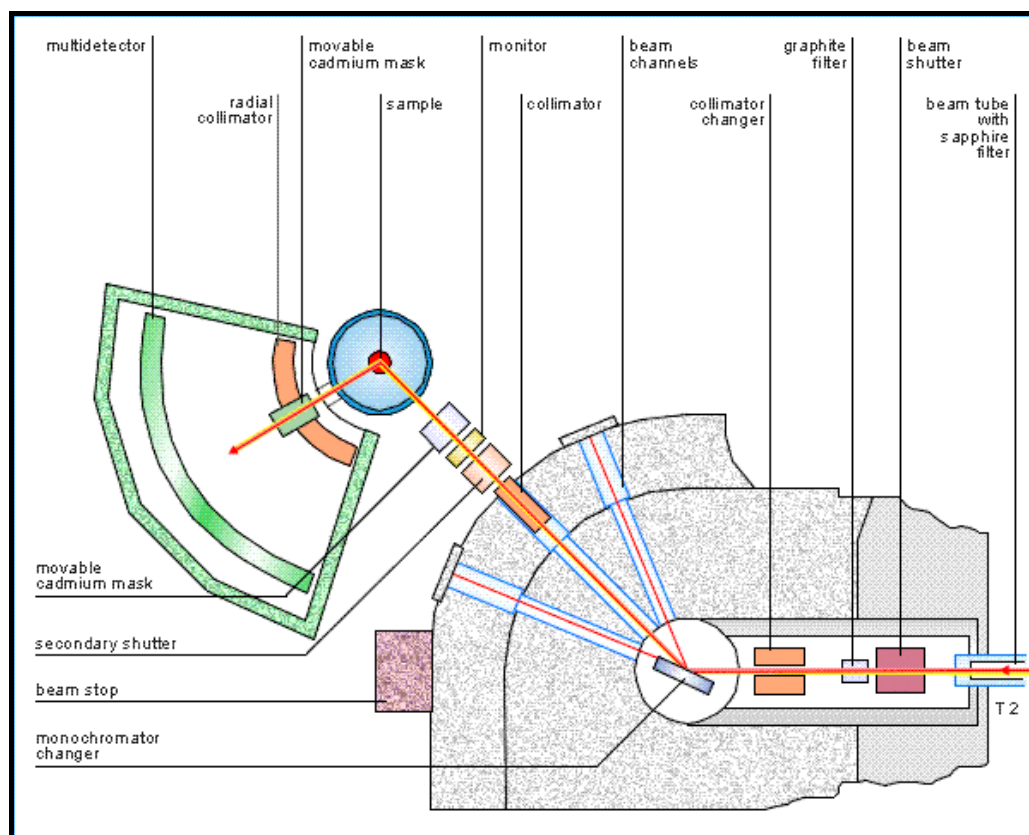 multidetector
movable
cadmium mask
monitor
beam
channels
graphite
filter
beam
shutter
radial
collimator
sample
collimator
collimator
changer
beam tube
with
sapphire
filter
movable
cadmium mask
secondary shutter
beam stop
monochromator
changer
T 2